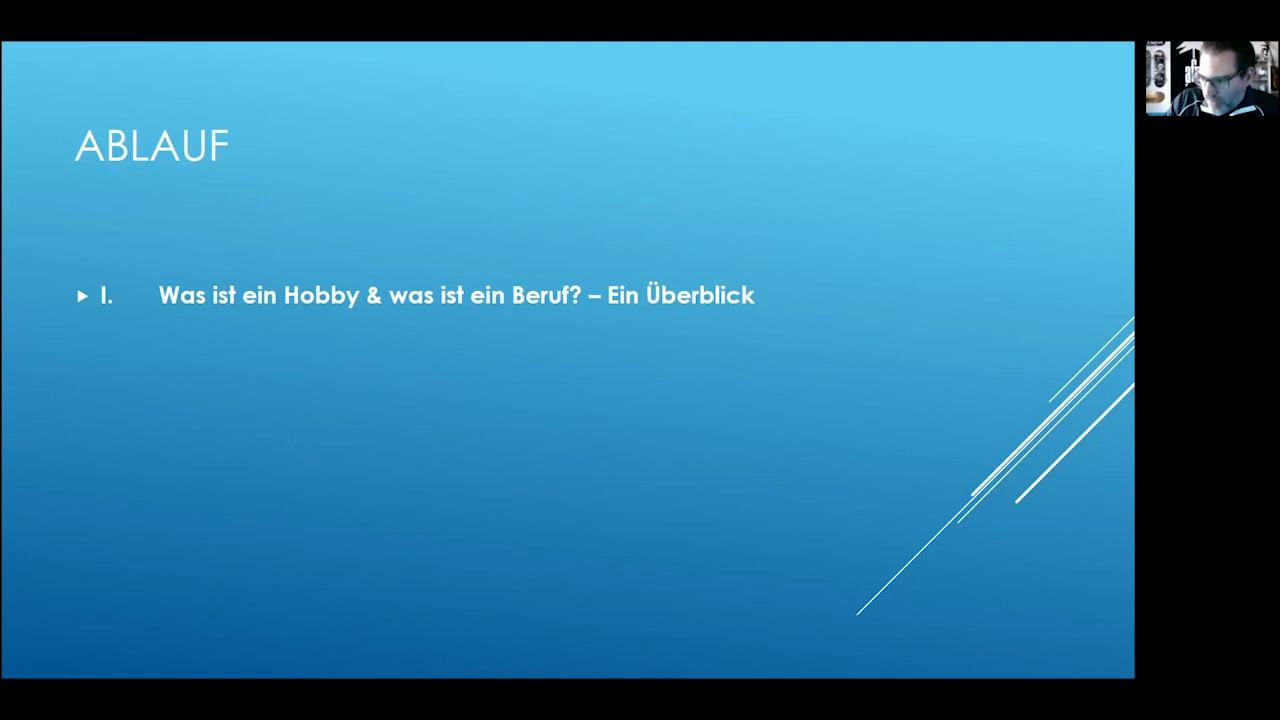 ABLAUF
I. Was ist ein Hobby & was ist ein Beruf? – Ein Überblick